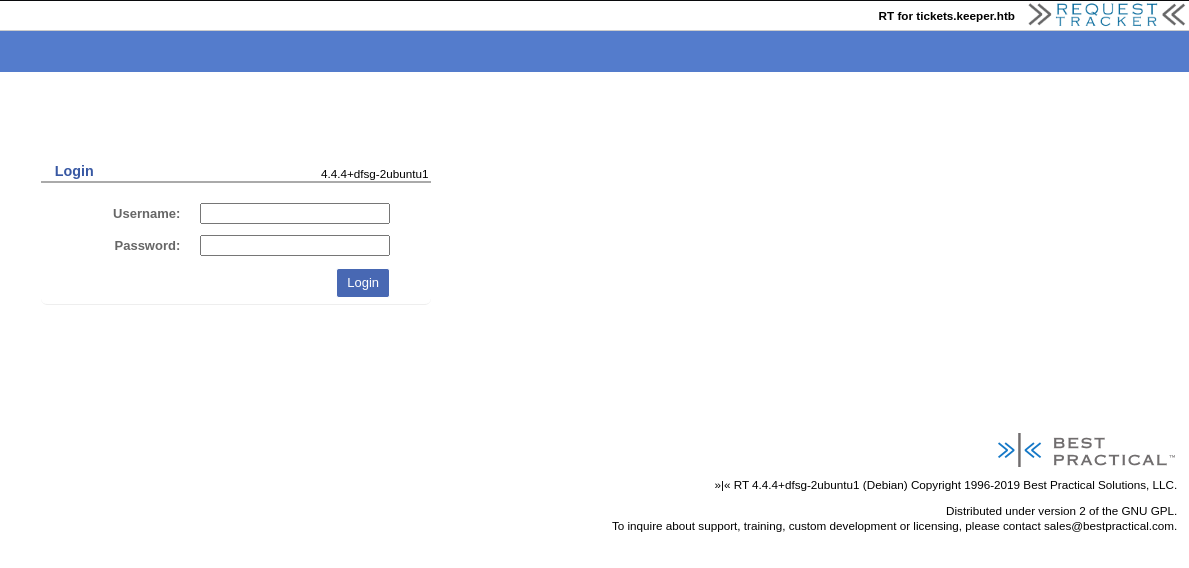 RT for tickets.keeper.htb
REQUEST
TRACKER
Login
4.4.4+dfsg-2ubuntu1
Username:
Password:
Login
BEST
PRACTICAL™
»|« RT 4.4.4+dfsg-2ubuntu1 (Debian) Copyright 1996-2019 Best Practical Solutions, LLC.
Distributed under version 2 of the GNU GPL.
To inquire about support, training, custom development or licensing, please contact sales@bestpractical.com.